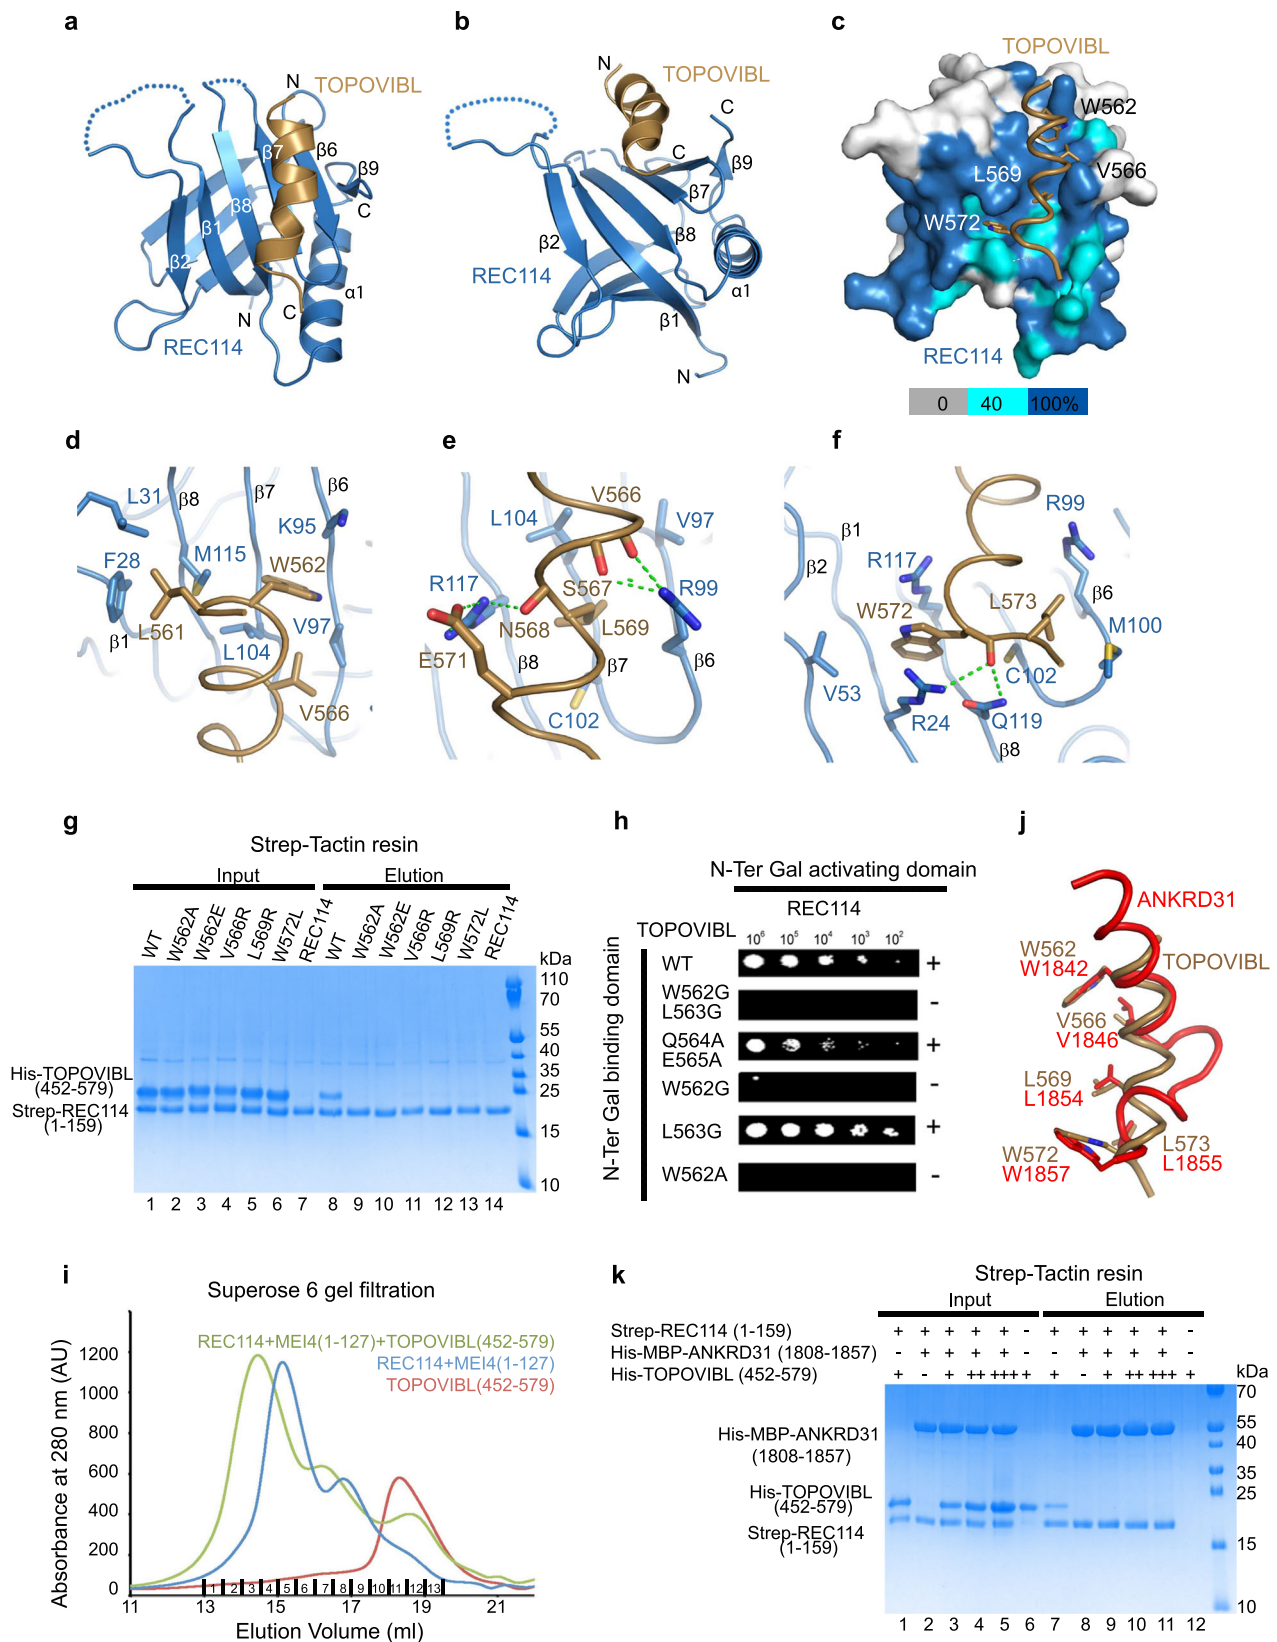 a
N
TOPOVIBL
β7
β6
β9
C
β8
β1
β2
α1
N
C
REC114
b
N
TOPOVIBL
C
C
β9
β7
β2
β8
REC114
α1
β1
N
c
TOPOVIBL
W562
L569
V566
W572
REC114
0 40 100%
d
L31
β8
β7
β6
K95
F28
M115
W562
L561
β1
V97
L104
V566
e
V566
L104
V97
R117
S567
R99
N568
L569
E571
β8
β7
β6
C102
f
R99
β1
β2
R117
β6
W572
L573
M100
V53
C102
R24
Q119
β8
g
Strep-Tactin resin
Input Elution
WT W562A W562E V566R L569R W572L REC114 WT W562A W562E V566R L569R W572L REC114
kDa
110
70
55
40
35
25
15
10
His-TOPOVIBL
(452-579)
Strep-REC114
(1-159)
1 2 3 4 5 6 7 8 9 10 11 12 13 14
h
N-Ter Gal activating domain
REC114
TOPOVIBL
10⁶ 10⁵ 10⁴ 10³ 10²
N-Ter Gal binding domain
WT +
W562G
L563G -
Q564A
E565A +
W562G -
L563G +
W562A -
j
ANKRD31
W562
W1842
TOPOVIBL
V566
V1846
L569
L1854
W572
W1857
L573
L1855
i
Superose 6 gel filtration
REC114+MEI4(1-127)+TOPOVIBL(452-579)
REC114+MEI4(1-127)
TOPOVIBL(452-579)
Absorbance at 280 nm (AU)
1200
1000
800
600
400
200
0
1 2 3 4 5 6 7 8 9 10 11 12 13
11 13 15 17 19 21
Elution Volume (ml)
k
Strep-Tactin resin
Input Elution
Strep-REC114 (1-159) + + + + + - + + + + + -
His-MBP-ANKRD31 (1808-1857) - + + + + - - + + + + -
His-TOPOVIBL (452-579) + - + ++ +++ + + - + ++ +++ +
kDa
70
55
40
35
25
15
10
His-MBP-ANKRD31
(1808-1857)
His-TOPOVIBL
(452-579)
Strep-REC114
(1-159)
1 2 3 4 5 6 7 8 9 10 11 12